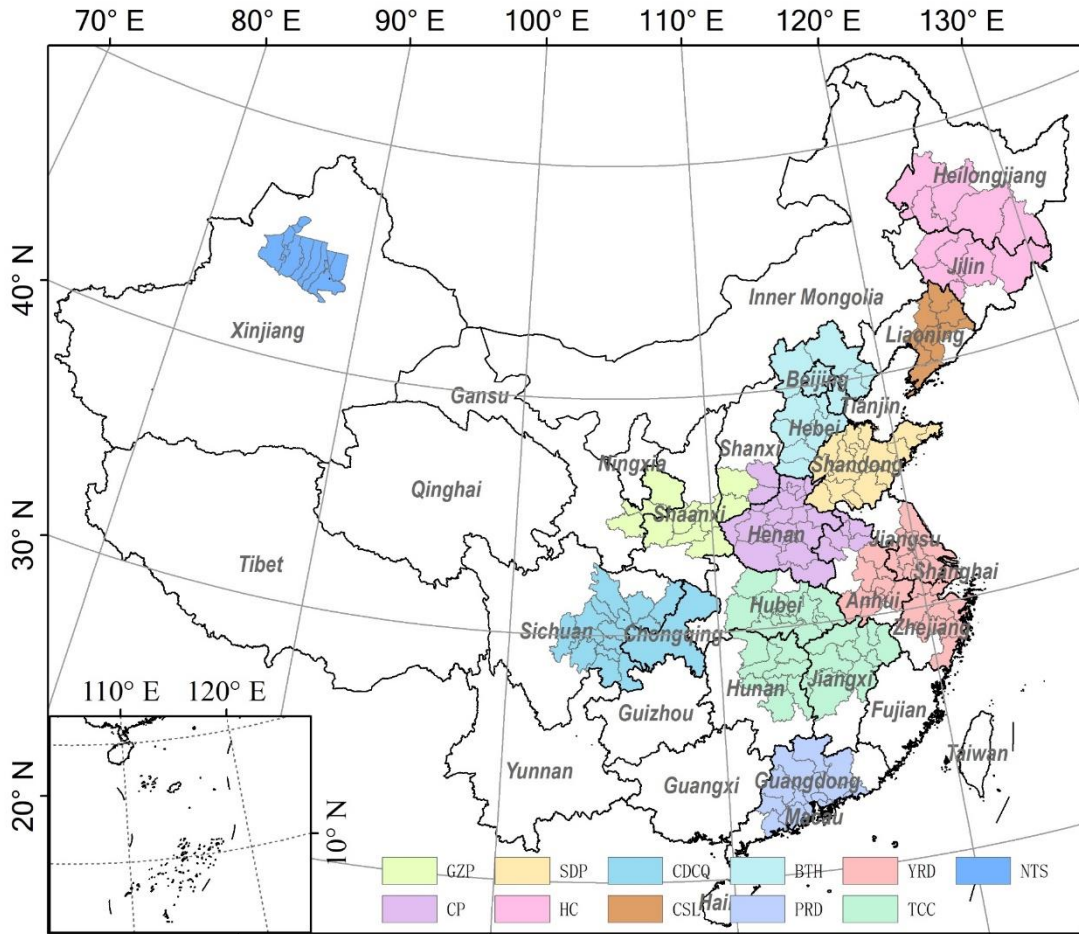 70° E 80° E 90° E 100° E 110° E 120° E 130° E
40° N
30° N
20° N
Heilongjiang
Jilin
Inner Mongolia
Liaoning
Xinjiang
Beijing
Gansu
Tianjin
Hebei
Shanxi
Ningxia
Shandong
Qinghai
Shaanxi
Henan
Jiangsu
Tibet
Shanghai
Hubei
Anhui
Sichuan
Chongqing
Zhejiang
Hunan
Jiangxi
Guizhou
Fujian
Taiwan
Yunnan
Guangxi
Guangdong
Macau
Hai
110° E 120° E
10° N
GZP SDP CDCQ BTH YRD NTS
CP HC CSL PRD TCC